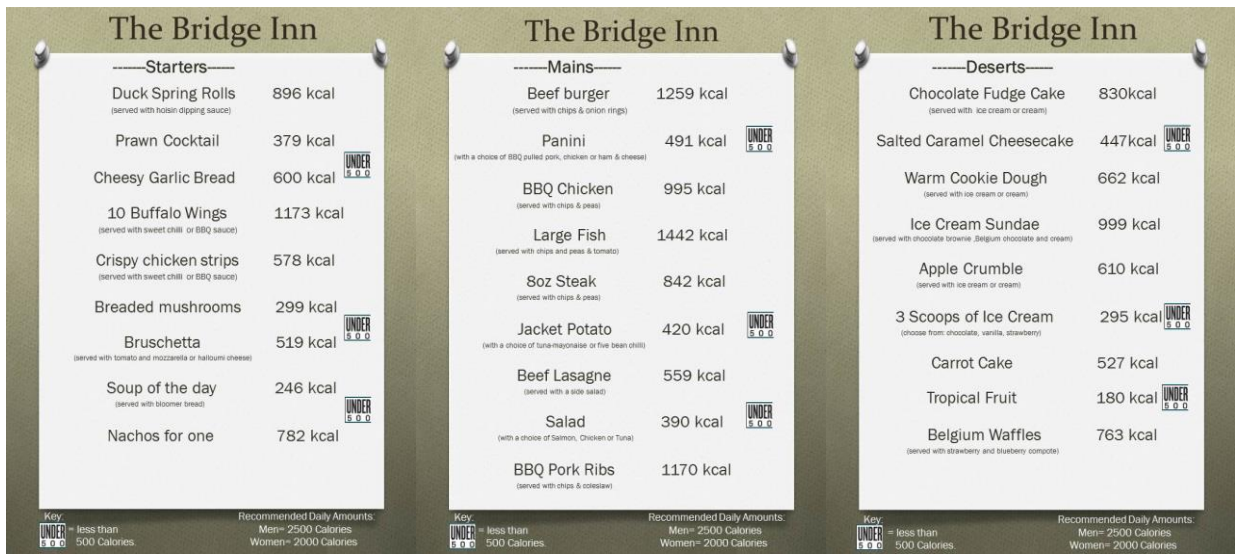 The Bridge Inn
-------Starters------
Duck Spring Rolls 896 kcal
(served with hoisin dipping sauce)
Prawn Cocktail 379 kcal
UNDER
500
Cheesy Garlic Bread 600 kcal
10 Buffalo Wings 1173 kcal
(served with sweet chilli or BBQ sauce)
Crispy chicken strips 578 kcal
(served with sweet chilli or BBQ sauce)
Breaded mushrooms 299 kcal
UNDER
500
Bruschetta 519 kcal
(served with tomato and mozzarella or halloumi cheese)
Soup of the day 246 kcal
(served with bloomer bread)
UNDER
500
Nachos for one 782 kcal
Key:
UNDER
500
= less than
500 Calories.
Recommended Daily Amounts:
Men= 2500 Calories
Women= 2000 Calories
The Bridge Inn
-------Mains------
Beef burger 1259 kcal
(served with chips & onion rings)
Panini 491 kcal
UNDER
500
(with a choice of BBQ pulled pork, chicken or ham & cheese)
BBQ Chicken 995 kcal
(served with chips & peas)
Large Fish 1442 kcal
(served with chips and peas & tomato)
8oz Steak 842 kcal
(served with chips & peas)
Jacket Potato 420 kcal
UNDER
500
(with a choice of tuna-mayonaise or five bean chilli)
Beef Lasagne 559 kcal
(served with a side salad)
Salad 390 kcal
UNDER
500
(with a choice of Salmon, Chicken or Tuna)
BBQ Pork Ribs 1170 kcal
(served with chips & coleslaw)
Key:
UNDER
500
= less than
500 Calories.
Recommended Daily Amounts:
Men= 2500 Calories
Women= 2000 Calories
The Bridge Inn
-------Deserts------
Chocolate Fudge Cake 830kcal
(served with ice cream or cream)
Salted Caramel Cheesecake 447kcal
UNDER
500
Warm Cookie Dough 662 kcal
(served with ice cream or cream)
Ice Cream Sundae 999 kcal
(served with chocolate brownie ,Belgium chocolate and cream)
Apple Crumble 610 kcal
(served with ice cream or cream)
3 Scoops of Ice Cream 295 kcal
UNDER
500
(choose from: chocolate, vanilla, strawberry)
Carrot Cake 527 kcal
Tropical Fruit 180 kcal
UNDER
500
Belgium Waffles 763 kcal
(served with strawberry and blueberry compote)
Key:
UNDER
500
= less than
500 Calories.
Recommended Daily Amounts:
Men= 2500 Calories
Women= 2000 Calories